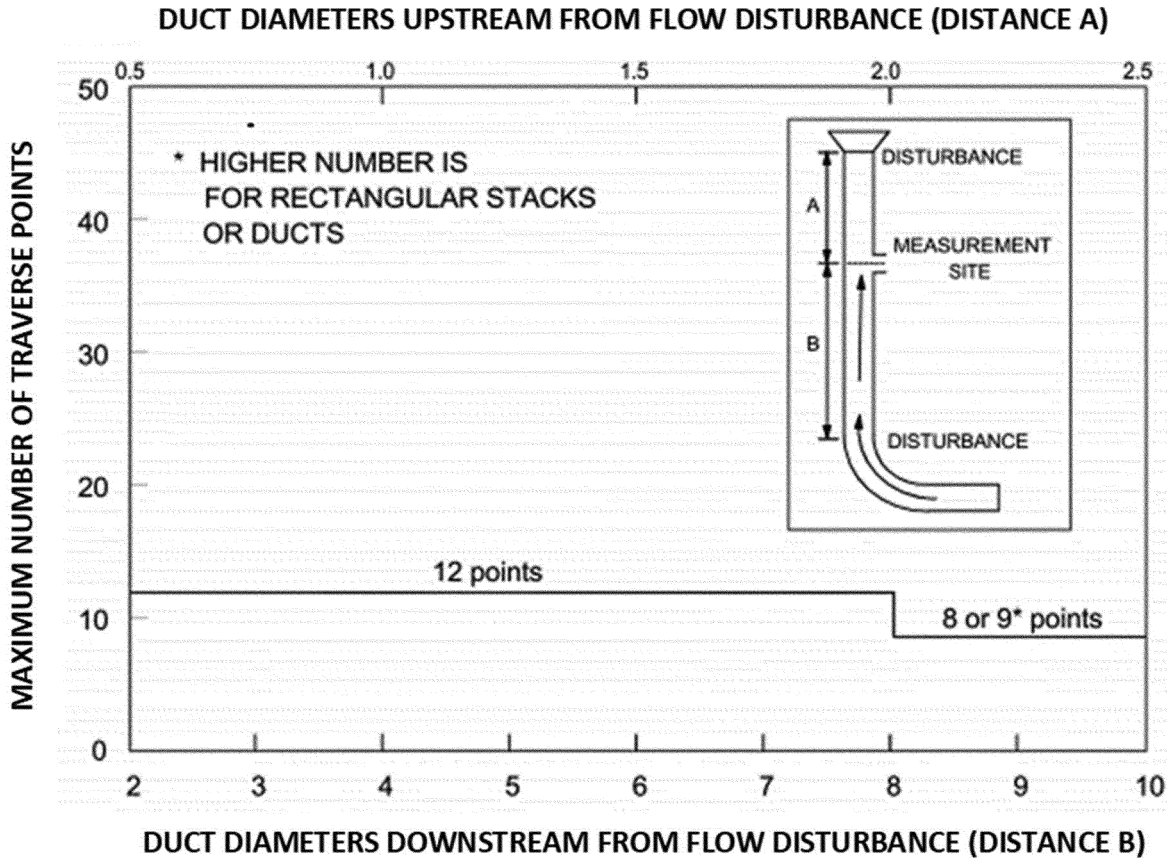 DUCT DIAMETERS UPSTREAM FROM FLOW DISTURBANCE (DISTANCE A)
0.5 1.0 1.5 2.0 2.5
MAXIMUM NUMBER OF TRAVERSE POINTS
50
40
30
20
10
0
* HIGHER NUMBER IS
FOR RECTANGULAR STACKS
OR DUCTS
DISTURBANCE
A
MEASUREMENT
SITE
B
DISTURBANCE
12 points
8 or 9* points
2 3 4 5 6 7 8 9 10
DUCT DIAMETERS DOWNSTREAM FROM FLOW DISTURBANCE (DISTANCE B)